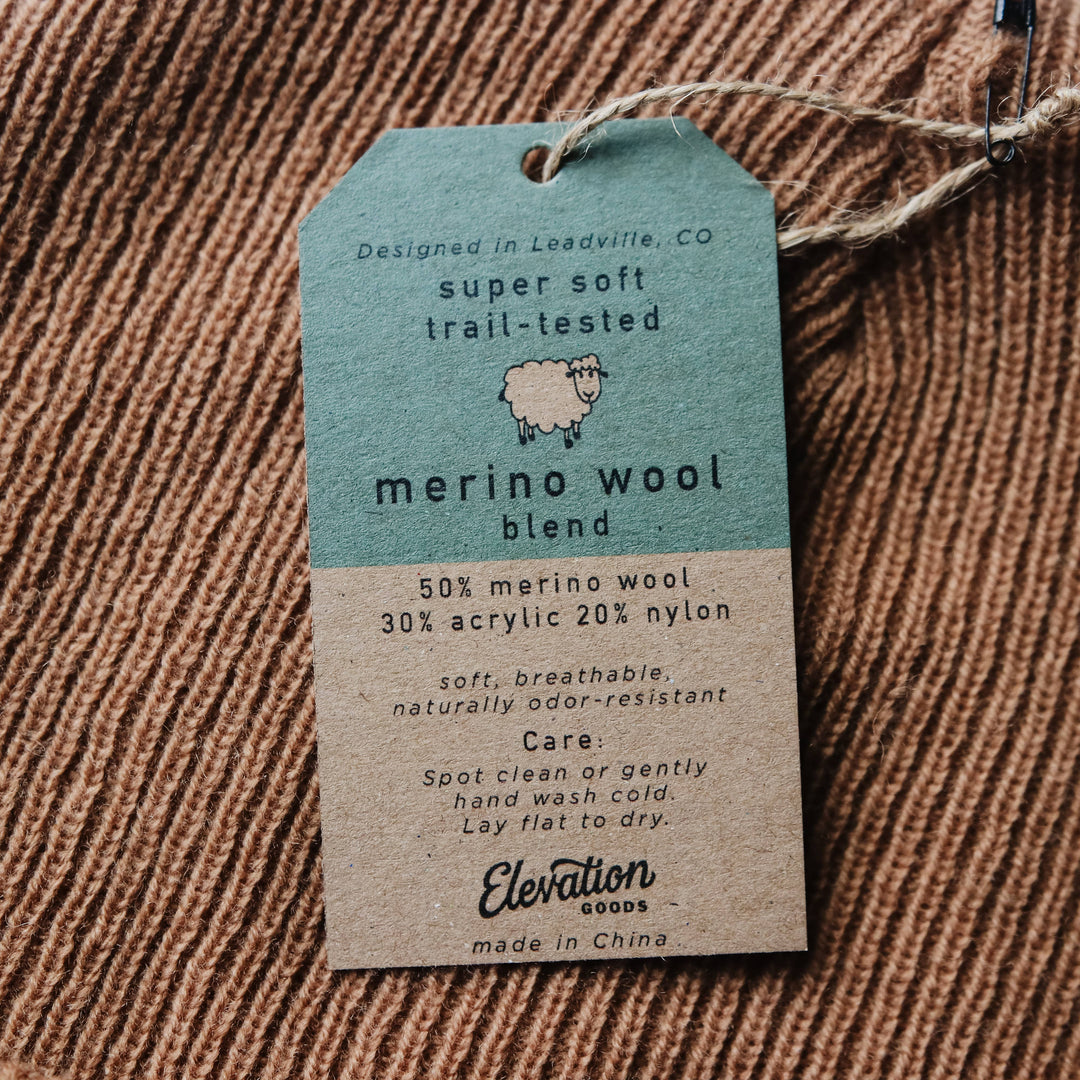 Designed in Leadville, CO
super soft
trail-tested
merino wool
blend
50% merino wool
30% acrylic 20% nylon
soft, breathable,
naturally odor-resistant
Care:
Spot clean or gently
hand wash cold.
Lay flat to dry.
Elevation
GOODS
made in China